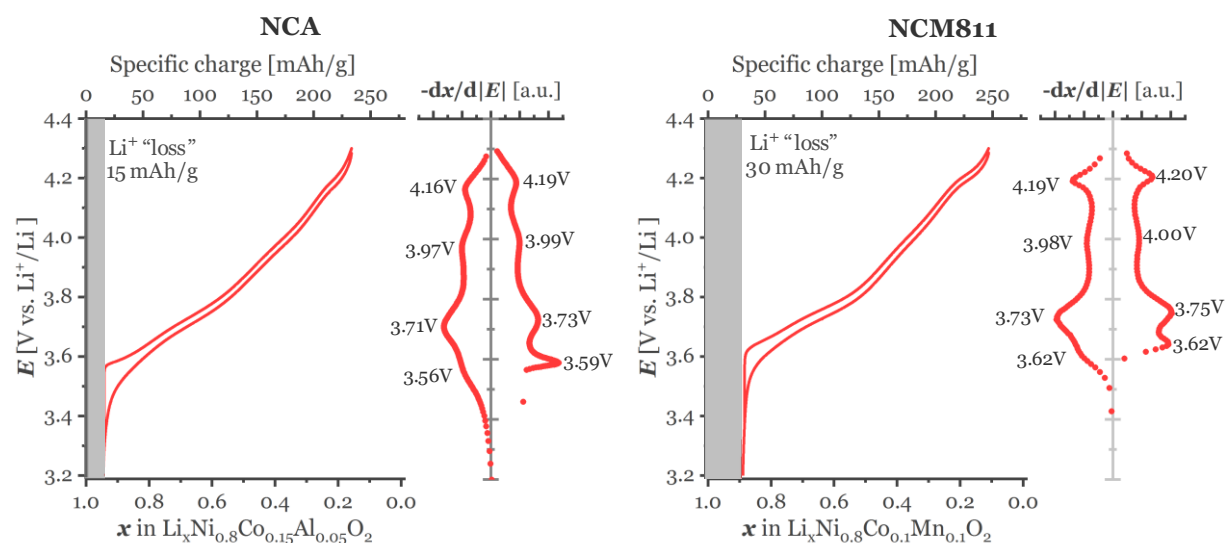 NCA
Specific charge [mAh/g]
0 50 100 150 200 250
-dx/d|E| [a.u.]
E [V vs. Li⁺/Li]
4.4
4.2
4.0
3.8
3.6
3.4
3.2
Li⁺ “loss”
15 mAh/g
4.16V
4.19V
3.97V
3.99V
3.71V
3.73V
3.56V
3.59V
1.0 0.8 0.6 0.4 0.2 0.0
x in LiₓNi₀.₈Co₀.₁₅Al₀.₀₅O₂
NCM811
Specific charge [mAh/g]
0 50 100 150 200 250
-dx/d|E| [a.u.]
E [V vs. Li⁺/Li]
4.4
4.2
4.0
3.8
3.6
3.4
3.2
Li⁺ “loss”
30 mAh/g
4.19V
4.20V
3.98V
4.00V
3.73V
3.75V
3.62V
3.62V
1.0 0.8 0.6 0.4 0.2 0.0
x in LiₓNi₀.₈Co₀.₁Mn₀.₁O₂